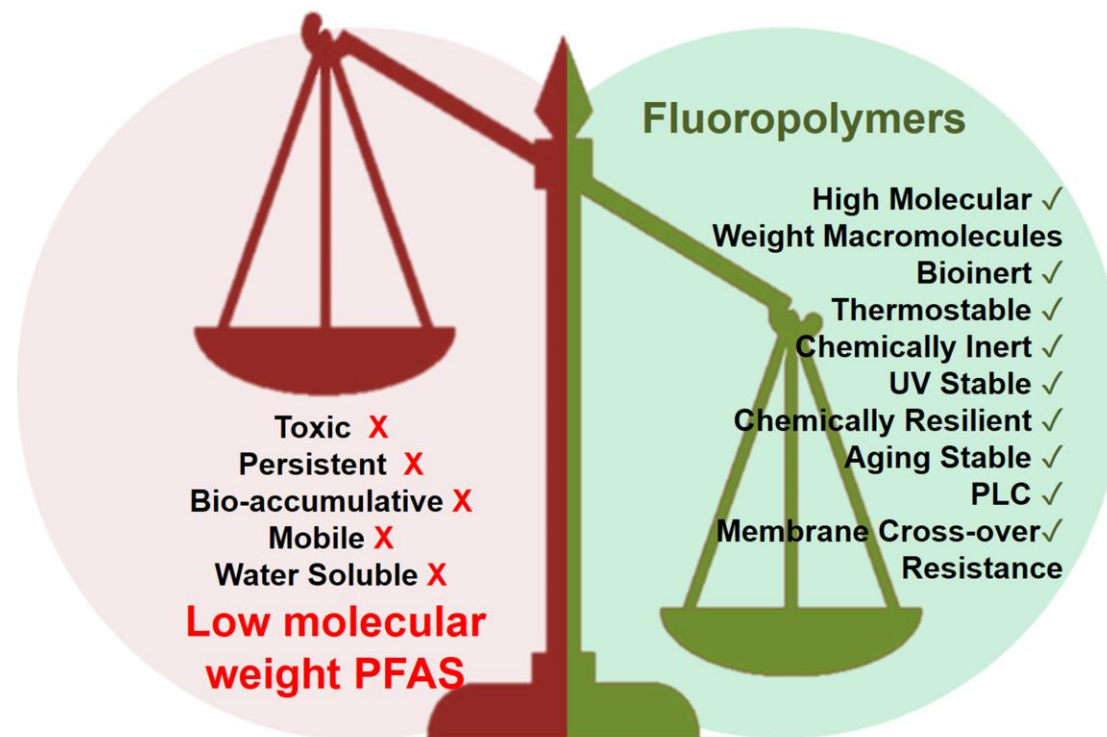 Fluoropolymers
High Molecular ✓
Weight Macromolecules
Bioinert ✓
Thermostable ✓
Chemically Inert ✓
UV Stable ✓
Chemically Resilient ✓
Aging Stable ✓
PLC ✓
Membrane Cross-over✓
Resistance
Toxic X
Persistent X
Bio-accumulative X
Mobile X
Water Soluble X
Low molecular
weight PFAS